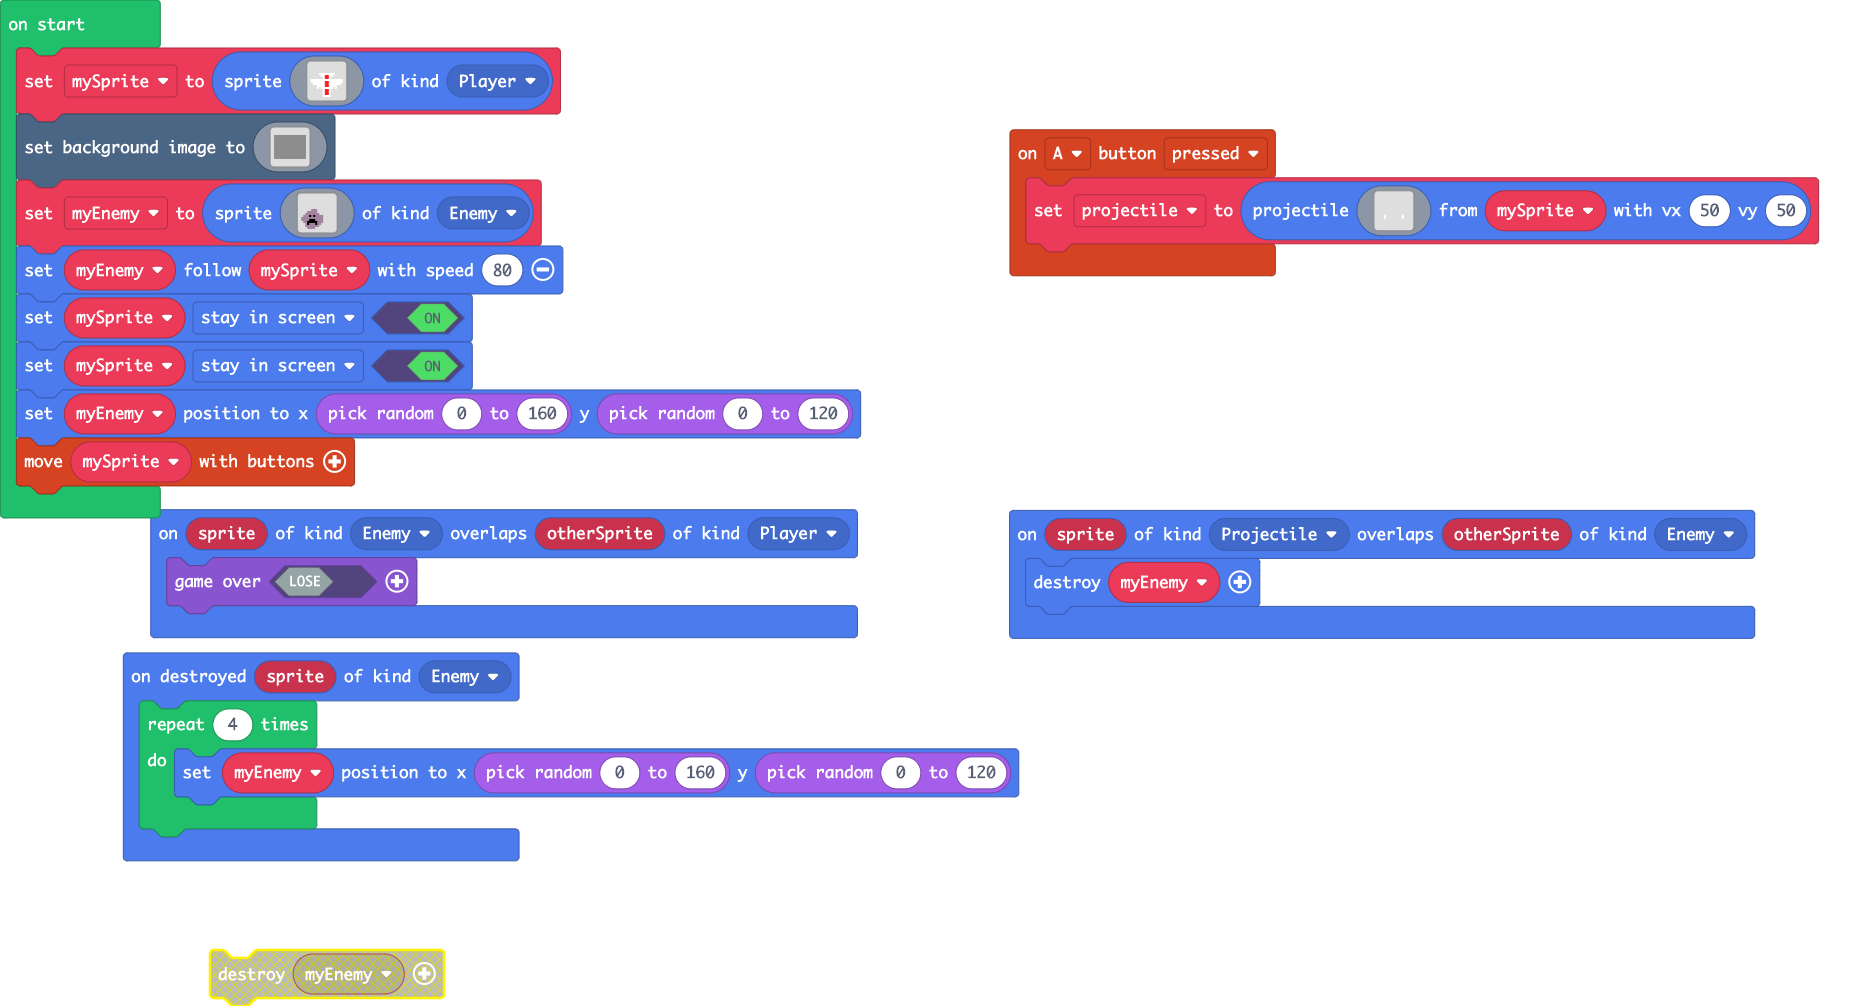 on start
set mySprite to sprite of kind Player
set background image to
set myEnemy to sprite of kind Enemy
set myEnemy follow mySprite with speed 80
set mySprite stay in screen ON
set mySprite stay in screen ON
set myEnemy position to x pick random 0 to 160 y pick random 0 to 120
move mySprite with buttons
on A button pressed
set projectile to projectile from mySprite with vx 50 vy 50
on sprite of kind Enemy overlaps otherSprite of kind Player
game over LOSE
on sprite of kind Projectile overlaps otherSprite of kind Enemy
destroy myEnemy
on destroyed sprite of kind Enemy
repeat 4 times
do
set myEnemy position to x pick random 0 to 160 y pick random 0 to 120
destroy myEnemy